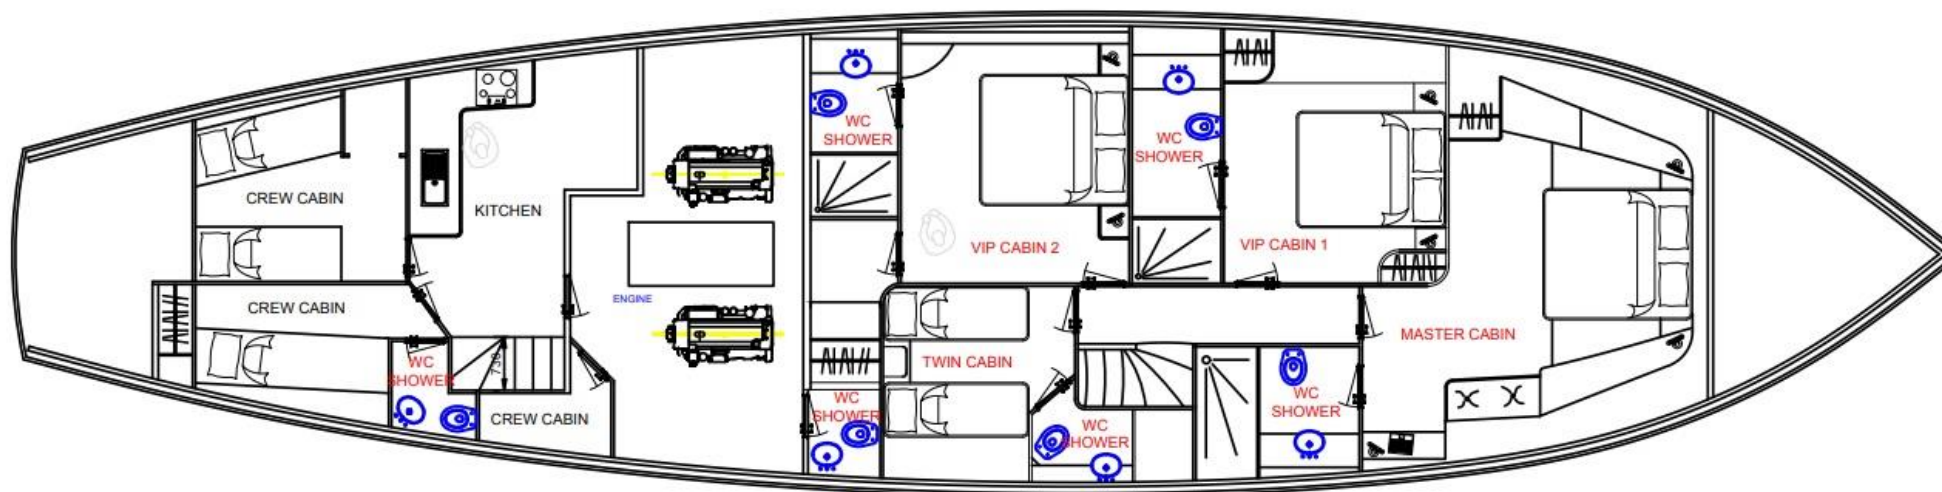 CREW CABIN
KITCHEN
CREW CABIN
WC
SHOWER
730
CREW CABIN
ENGINE
WC
SHOWER
VIP CABIN 2
WC
SHOWER
VIP CABIN 1
WC
SHOWER
TWIN CABIN
WC
SHOWER
WC
SHOWER
MASTER CABIN